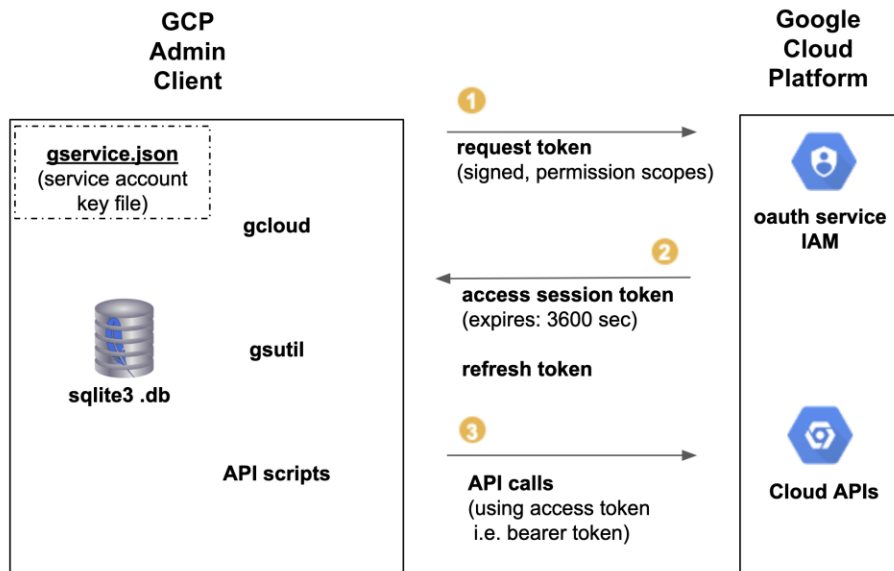 GCP
Admin
Client
Google
Cloud
Platform
gservice.json
(service account
key file)
gcloud
sqlite3 .db
gsutil
API scripts
1
request token
(signed, permission scopes)
2
access session token
(expires: 3600 sec)
refresh token
3
API calls
(using access token
i.e. bearer token)
oauth service
IAM
Cloud APIs